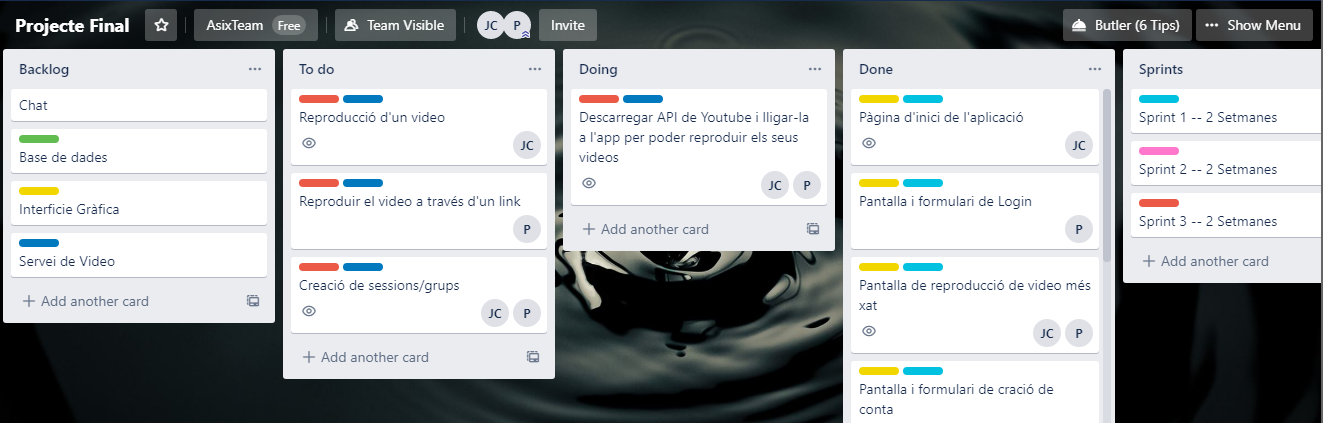 Projecte Final
AsixTeam Free
Team Visible
JC
P
Invite
Butler (6 Tips)
Show Menu
Backlog
Chat
Base de dades
Interficie Gràfica
Servei de Video
+ Add another card
To do
Reproducció d'un video
JC
Reproduir el video a través d'un link
P
Creació de sessions/grups
JC P
+ Add another card
Doing
Descarregar API de Youtube i lligar-la
a l'app per poder reproduir els seus
videos
JC P
+ Add another card
Done
Pàgina d'inici de l'aplicació
JC
Pantalla i formulari de Login
P
Pantalla de reproducció de video més
xat
JC P
Pantalla i formulari de cració de
conta
Sprints
Sprint 1 -- 2 Setmanes
Sprint 2 -- 2 Setmanes
Sprint 3 -- 2 Setmanes
+ Add another card